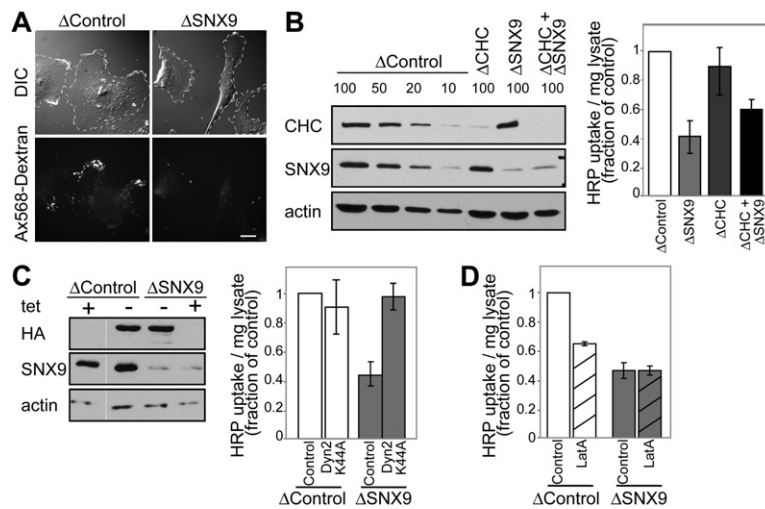 A
ΔControl ΔSNX9
DIC
Ax568-Dextran
B
ΔControl ΔCHC ΔSNX9 ΔCHC + ΔSNX9
100 50 20 10 100 100 100
CHC
SNX9
actin
HRP uptake / mg lysate
(fraction of control)
1
0.8
0.6
0.4
0.2
0
ΔControl
ΔSNX9
ΔCHC
ΔCHC +
ΔSNX9
C
ΔControl ΔSNX9
tet + - - +
HA
SNX9
actin
HRP uptake / mg lysate
(fraction of control)
1
0.8
0.6
0.4
0.2
0
Control
Dyn2
K44A
Control
Dyn2
K44A
ΔControl
ΔSNX9
D
HRP uptake / mg lysate
(fraction of control)
1
0.8
0.6
0.4
0.2
0
Control
LatA
Control
LatA
ΔControl
ΔSNX9